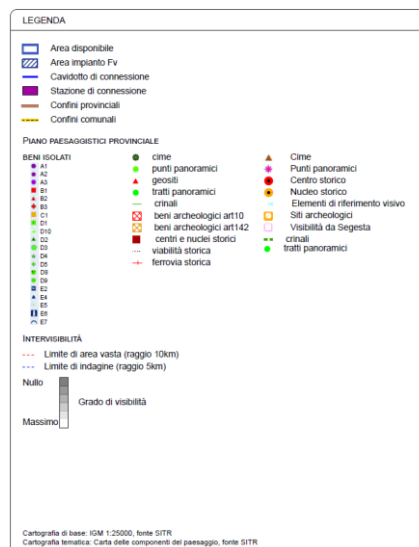 LEGENDA
Area disponibile
Area impianto Fv
Cavidotto di connessione
Stazione di connessione
Confini provinciali
Confini comunali
PIANO PAESAGGISTICI PROVINCIALE
BENI ISOLATI
A1
A2
A3
B1
B2
B3
C1
D1
D10
D2
D3
D4
D5
D8
D9
E2
E4
E5
E6
E7
cime
punti panoramici
geositi
tratti panoramici
crinali
beni archeologici art110
beni archeologici art142
centri e nuclei storici
viabilità storica
ferrovia storica
Cime
Punti panoramici
Centro storico
Nucleo storico
Elementi di riferimento visivo
Siti archeologici
Visibilità da Segesta
crinali
tratti panoramici
INTERVISIBILITÀ
Limite di area vasta (raggio 10km)
Limite di indagine (raggio 5km)
Nullo
Grado di visibilità
Massimo
Cartografia di base: IGM 1:25000, fonte SITR
Cartografia tematica: Carta delle componenti del paesaggio, fonte SITR